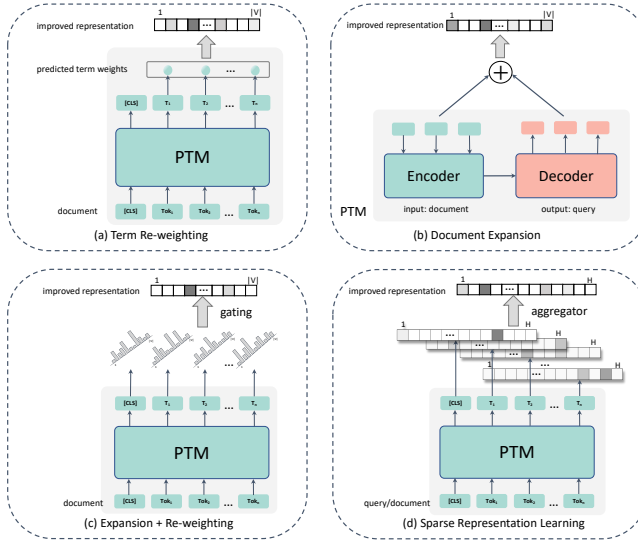 1 |V|
improved representation ...
predicted term weights ...
[CLS] T₁ T₂ ... Tₙ
PTM
document [CLS] Tok₁ Tok₂ ... Tokₙ
(a) Term Re-weighting
1 |V|
improved representation ...
+
Encoder Decoder
PTM input: document output: query
(b) Document Expansion
1 |V|
improved representation ...
gating
...
[CLS] T₁ T₂ ... Tₙ
PTM
document [CLS] Tok₁ Tok₂ ... Tokₙ
(c) Expansion + Re-weighting
1 H
improved representation ...
aggregator
1 H
... H
... H
...
1 ... H
[CLS] T₁ T₂ ... Tₙ
PTM
query/document [CLS] Tok₁ Tok₂ ... Tokₙ
(d) Sparse Representation Learning